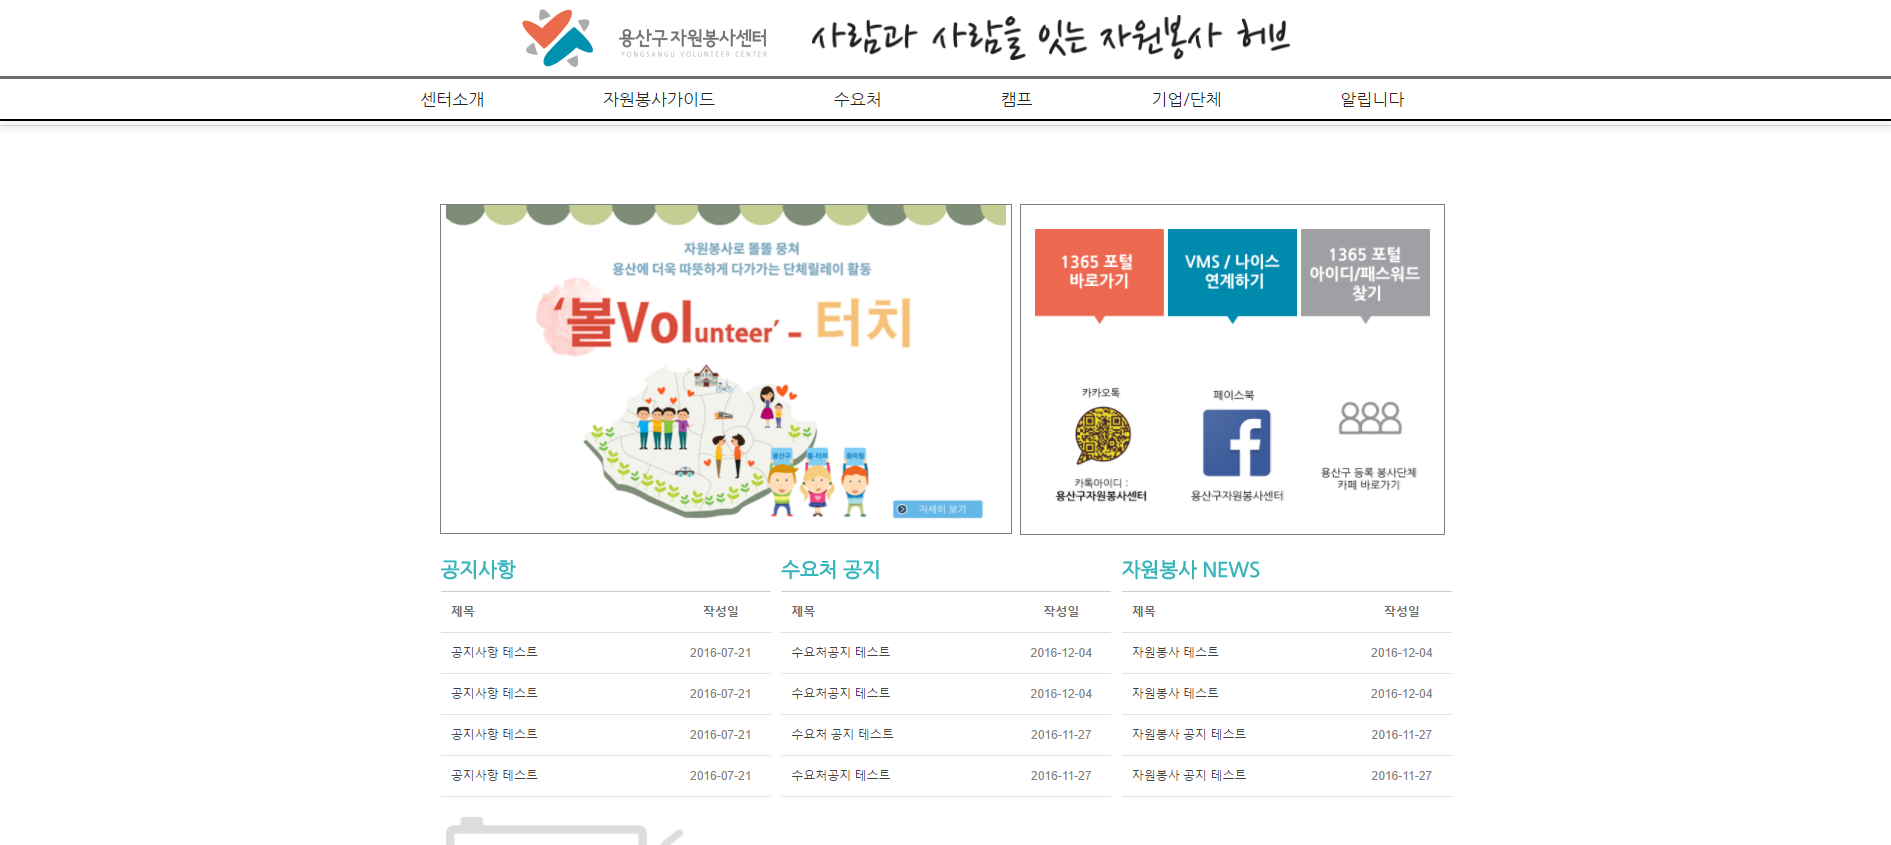 용산구 자원봉사센터
YONGSANGU VOLUNTEER CENTER
사람과 사람을 잇는 자원봉사 허브
센터소개 자원봉사가이드 수요처 캠프 기업/단체 알립니다
자원봉사로 똘똘 뭉쳐
용산에 더욱 따뜻하게 다가가는 단체릴레이 활동
‘볼Volunteer’ - 터치
용산구 볼-터치 화이팅
자세히 보기
1365 포털
바로가기
VMS / 나이스
연계하기
1365 포털
아이디/패스워드
찾기
카카오톡
카톡아이디 :
용산구자원봉사센터
페이스북
용산구자원봉사센터
용산구 등록 봉사단체
카페 바로가기
공지사항
제목 작성일
공지사항 테스트 2016-07-21
공지사항 테스트 2016-07-21
공지사항 테스트 2016-07-21
공지사항 테스트 2016-07-21
수요처 공지
제목 작성일
수요처공지 테스트 2016-12-04
수요처공지 테스트 2016-12-04
수요처 공지 테스트 2016-11-27
수요처공지 테스트 2016-11-27
자원봉사 NEWS
제목 작성일
자원봉사 테스트 2016-12-04
자원봉사 테스트 2016-12-04
자원봉사 공지 테스트 2016-11-27
자원봉사 공지 테스트 2016-11-27